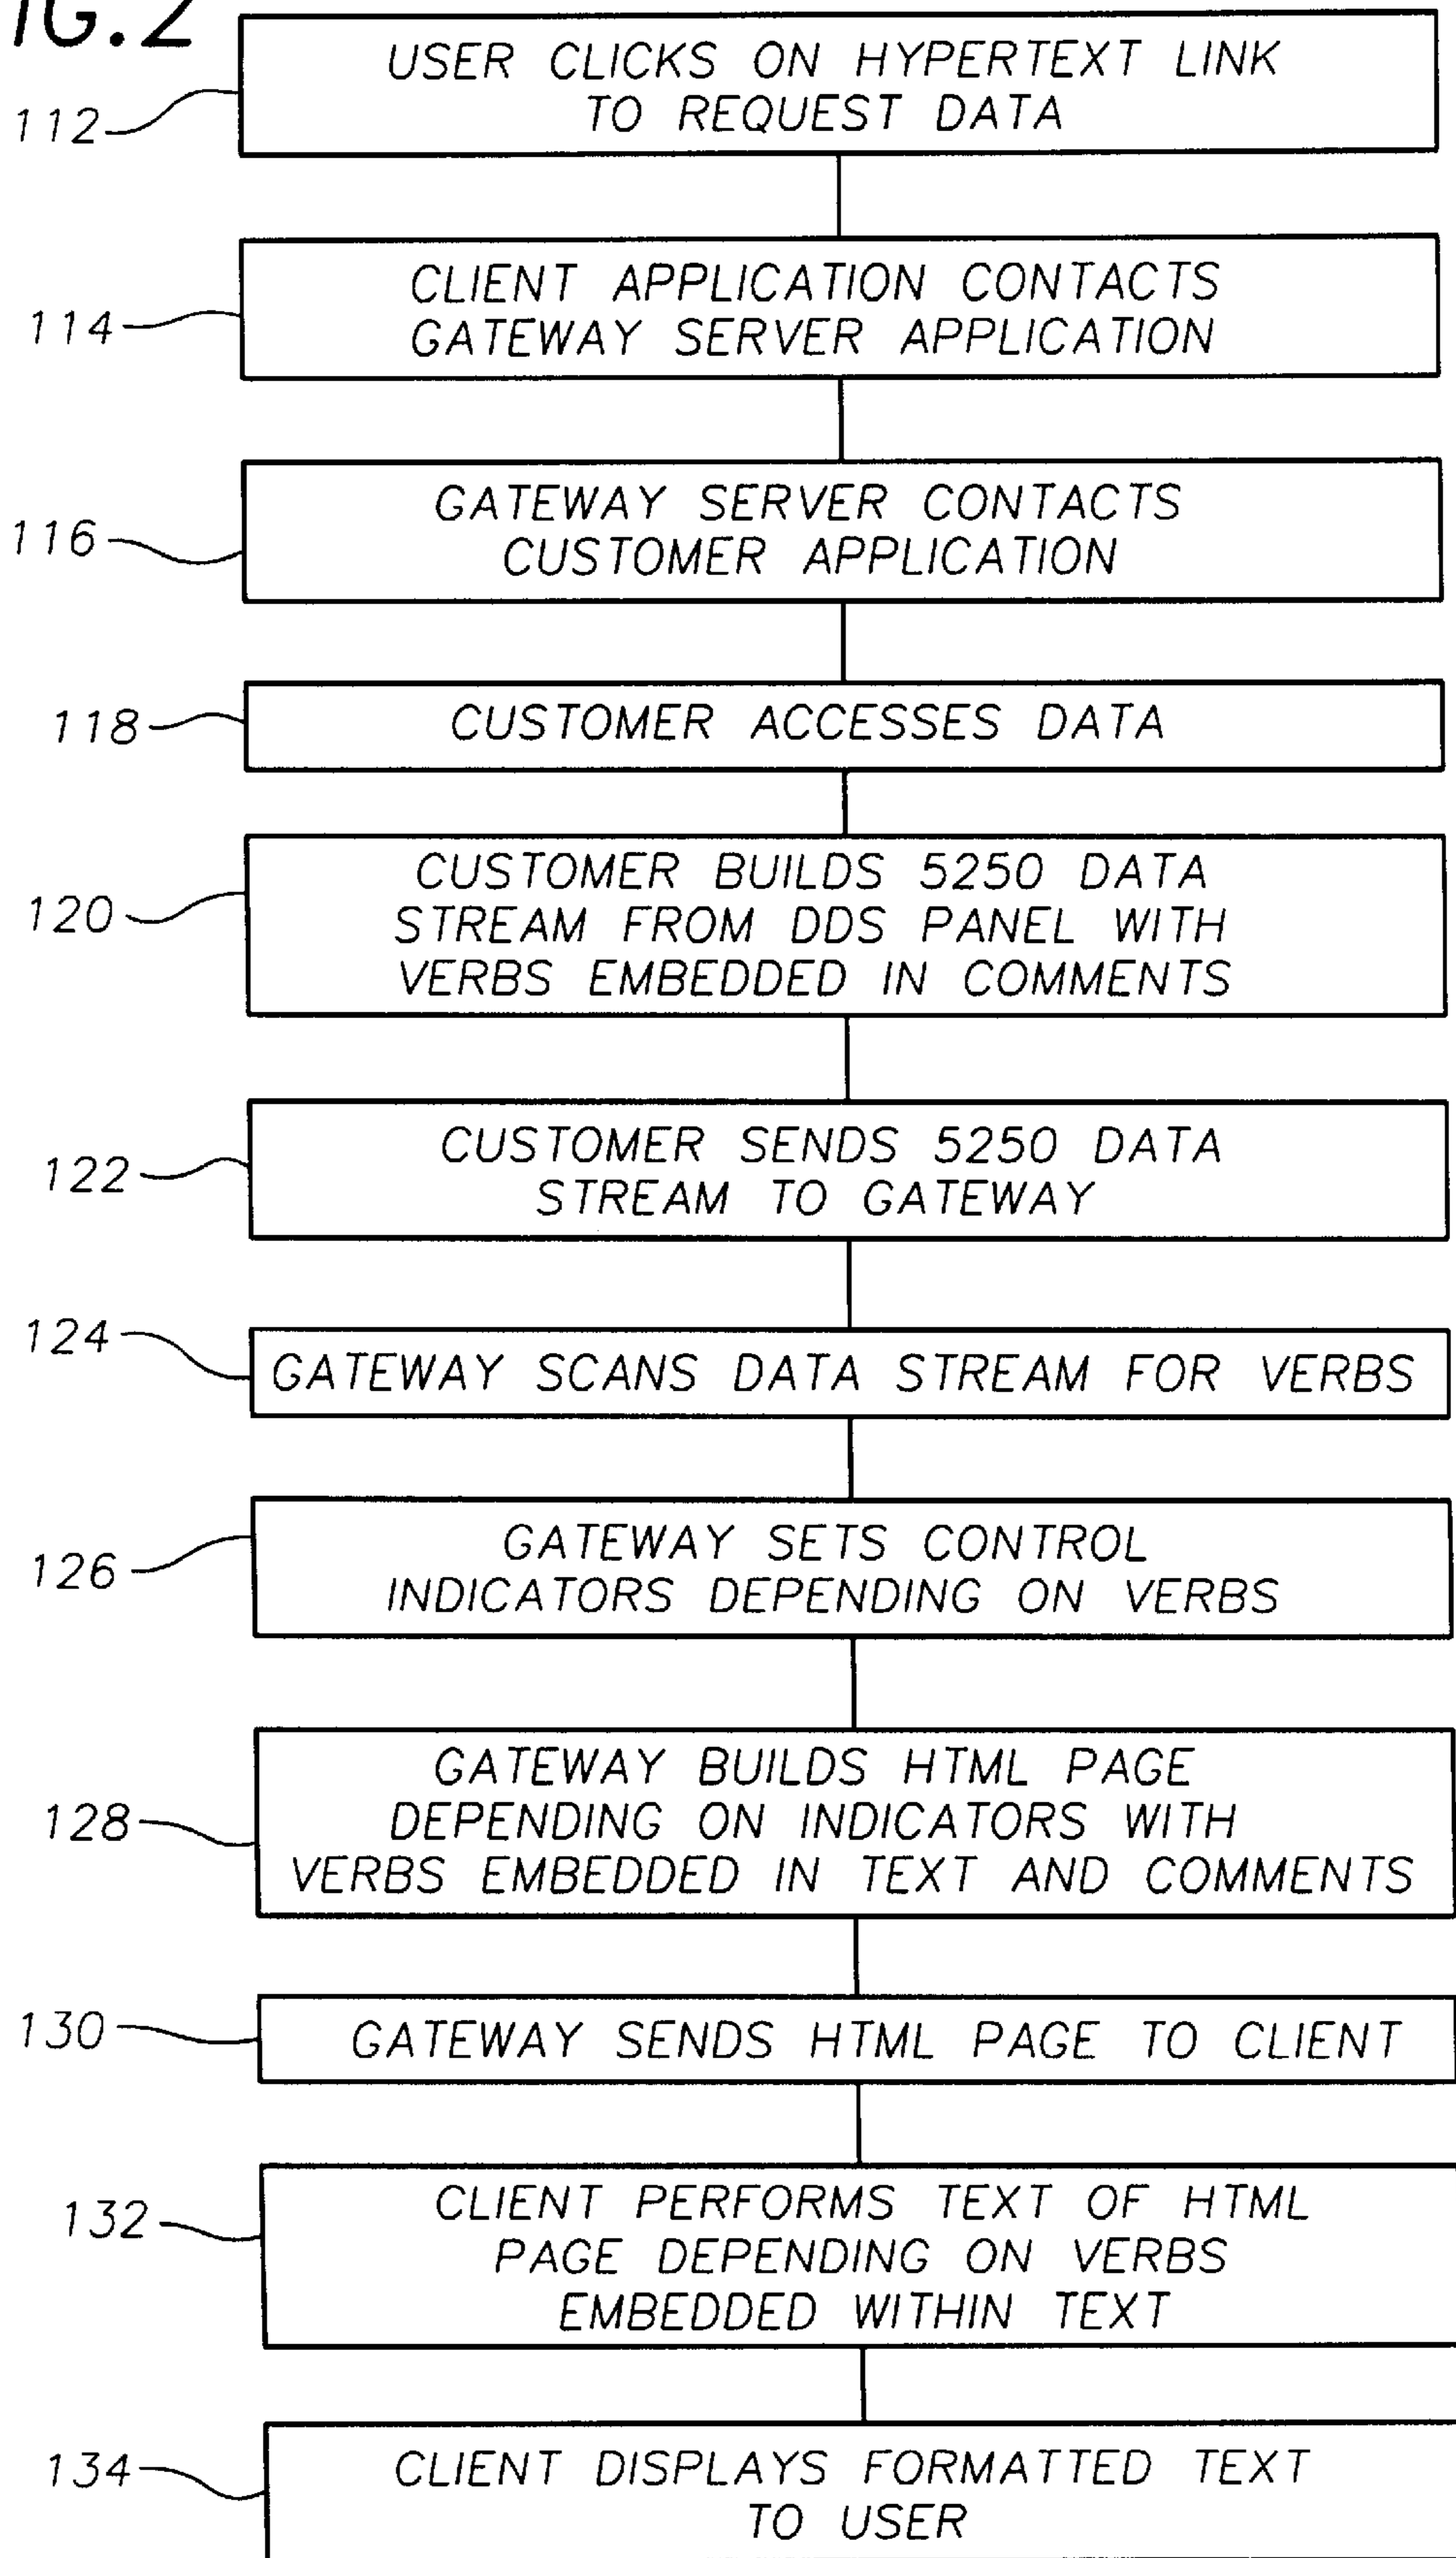 IG.2
USER CLICKS ON HYPERTEXT LINK
TO REQUEST DATA
112
CLIENT APPLICATION CONTACTS
GATEWAY SERVER APPLICATION
114
GATEWAY SERVER CONTACTS
CUSTOMER APPLICATION
116
CUSTOMER ACCESSES DATA
118
CUSTOMER BUILDS 5250 DATA
STREAM FROM DDS PANEL WITH
VERBS EMBEDDED IN COMMENTS
120
CUSTOMER SENDS 5250 DATA
STREAM TO GATEWAY
122
GATEWAY SCANS DATA STREAM FOR VERBS
124
GATEWAY SETS CONTROL
INDICATORS DEPENDING ON VERBS
126
GATEWAY BUILDS HTML PAGE
DEPENDING ON INDICATORS WITH
VERBS EMBEDDED IN TEXT AND COMMENTS
128
GATEWAY SENDS HTML PAGE TO CLIENT
130
CLIENT PERFORMS TEXT OF HTML
PAGE DEPENDING ON VERBS
EMBEDDED WITHIN TEXT
132
CLIENT DISPLAYS FORMATTED TEXT
TO USER
134